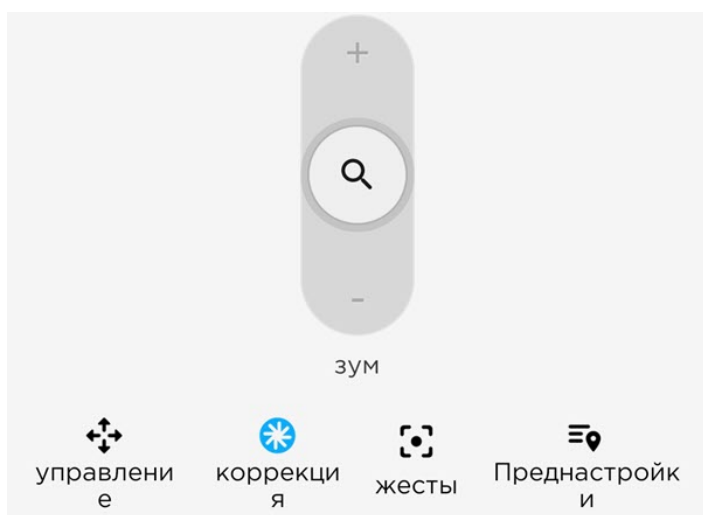 +
-
зум
управлени
е
коррекци
я
жесты
Преднастройк
и